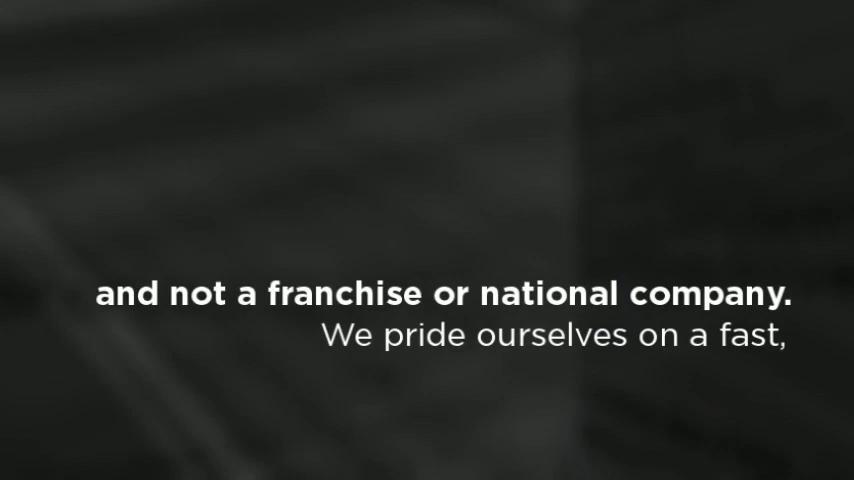 and not a franchise or national company.
We pride ourselves on a fast,